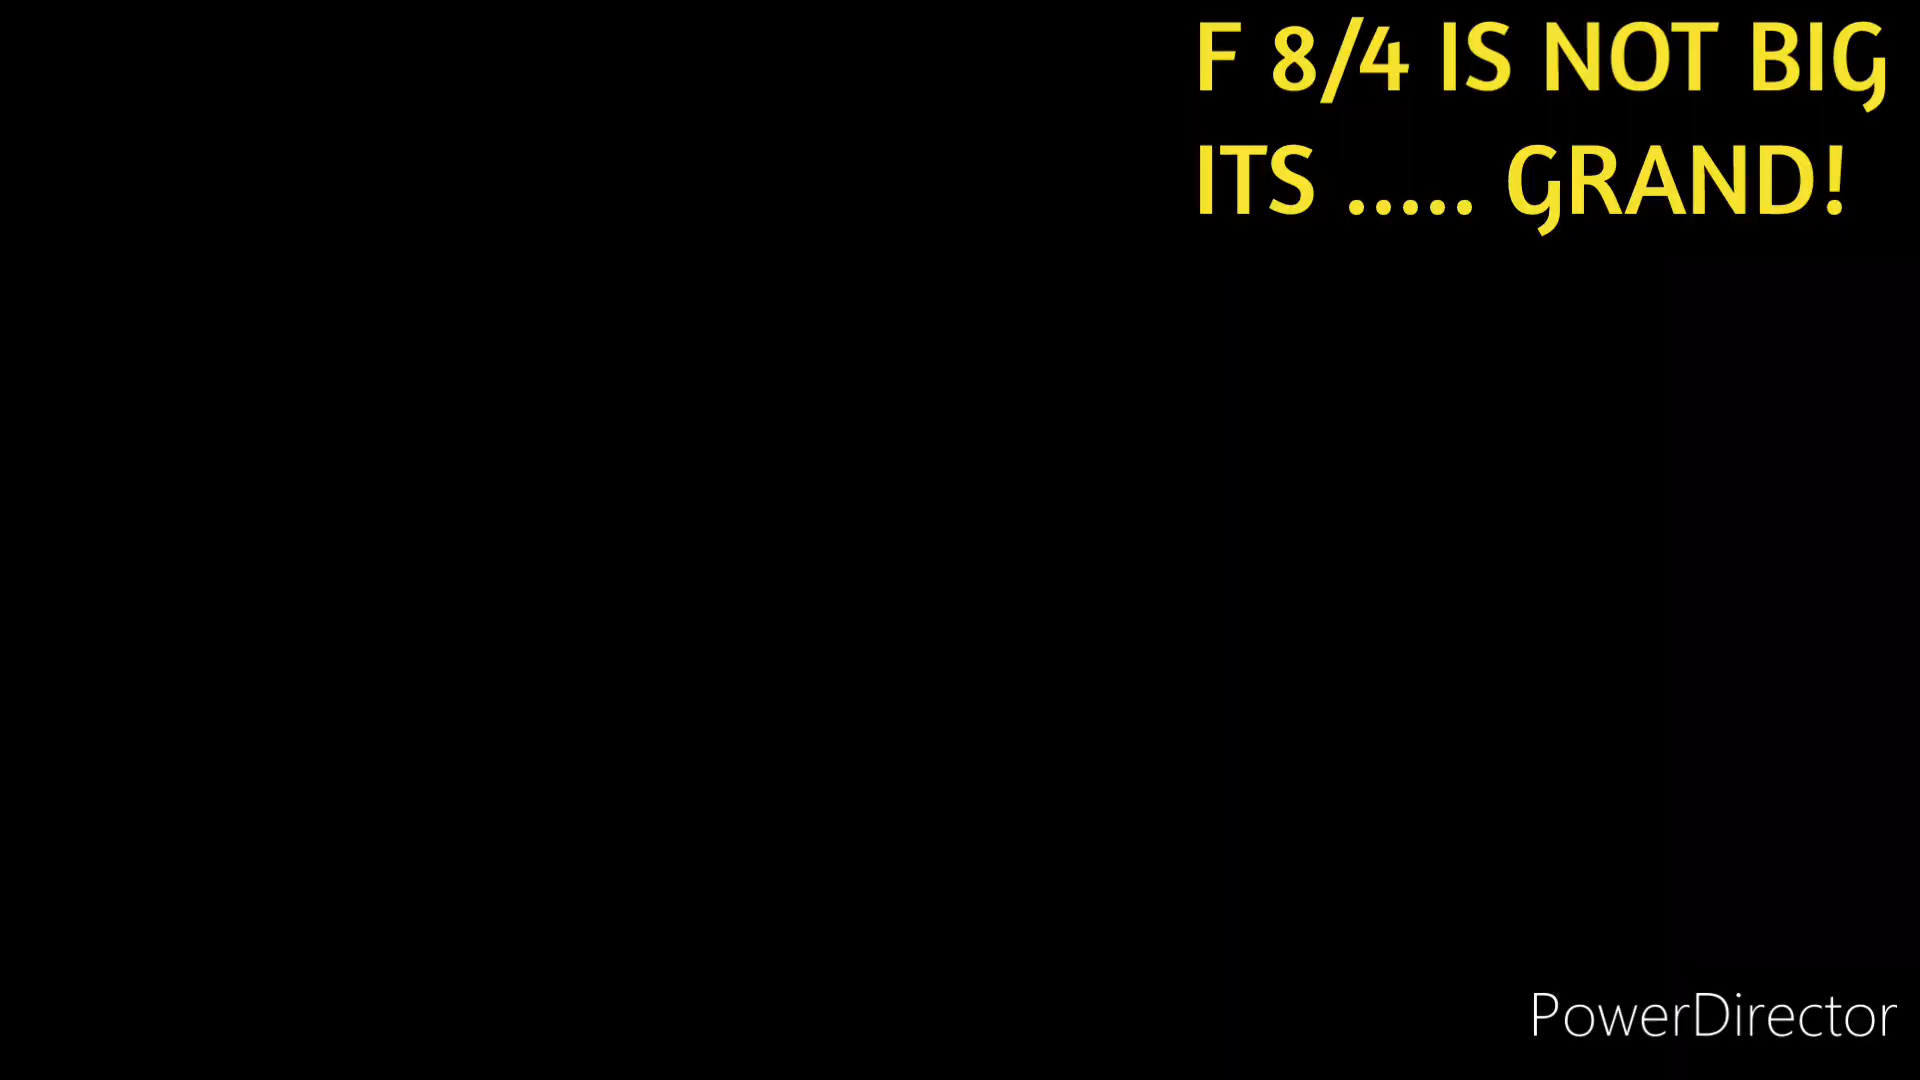 F 8/4 IS NOT BIG
ITS ..... GRAND!
PowerDirector